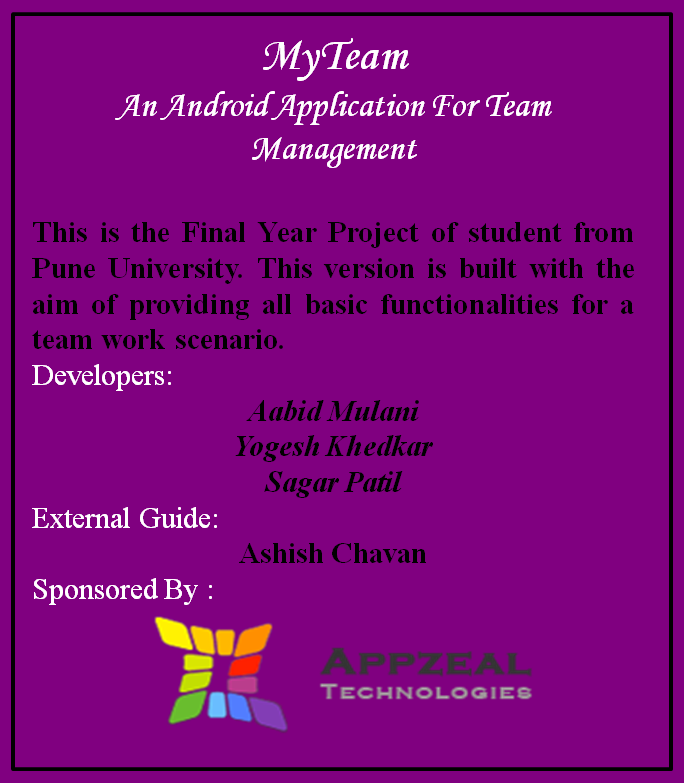 MyTeam
An Android Application For Team
Management
This is the Final Year Project of student from
Pune University. This version is built with the
aim of providing all basic functionalities for a
team work scenario.
Developers:
Aabid Mulani
Yogesh Khedkar
Sagar Patil
External Guide:
Ashish Chavan
Sponsored By :
Appzeal
Technologies